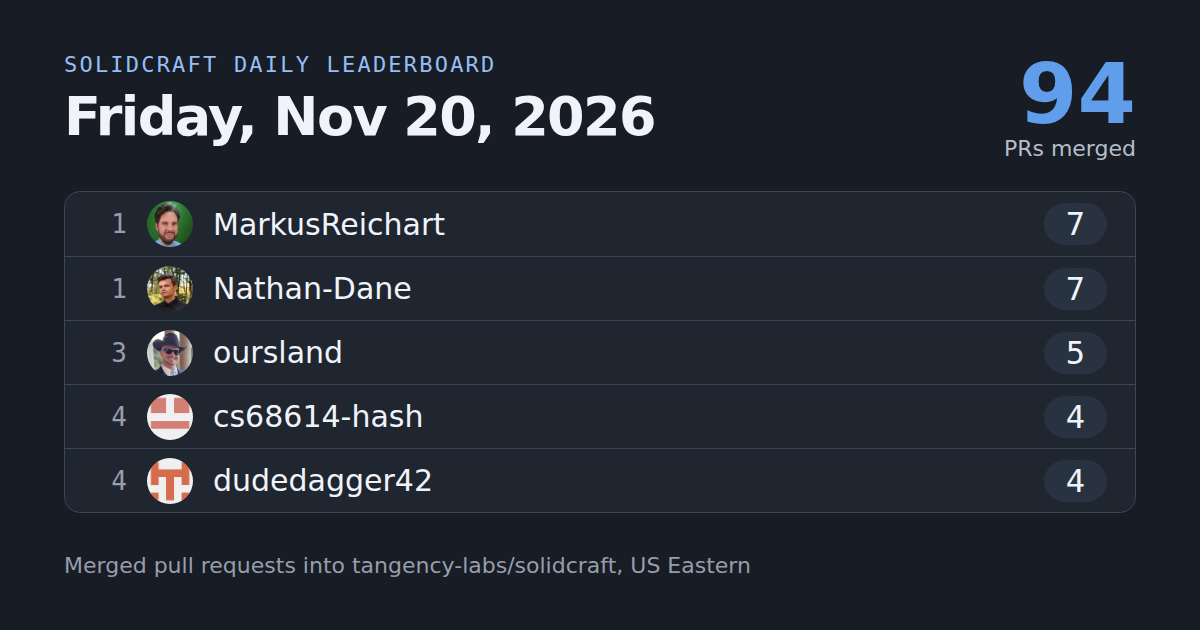 SOLIDCRAFT DAILY LEADERBOARD
Friday, Nov 20, 2026
94
PRs merged
1 MarkusReichart 7
1 Nathan-Dane 7
3 oursland 5
4 cs68614-hash 4
4 dudedagger42 4
Merged pull requests into tangency-labs/solidcraft, US Eastern